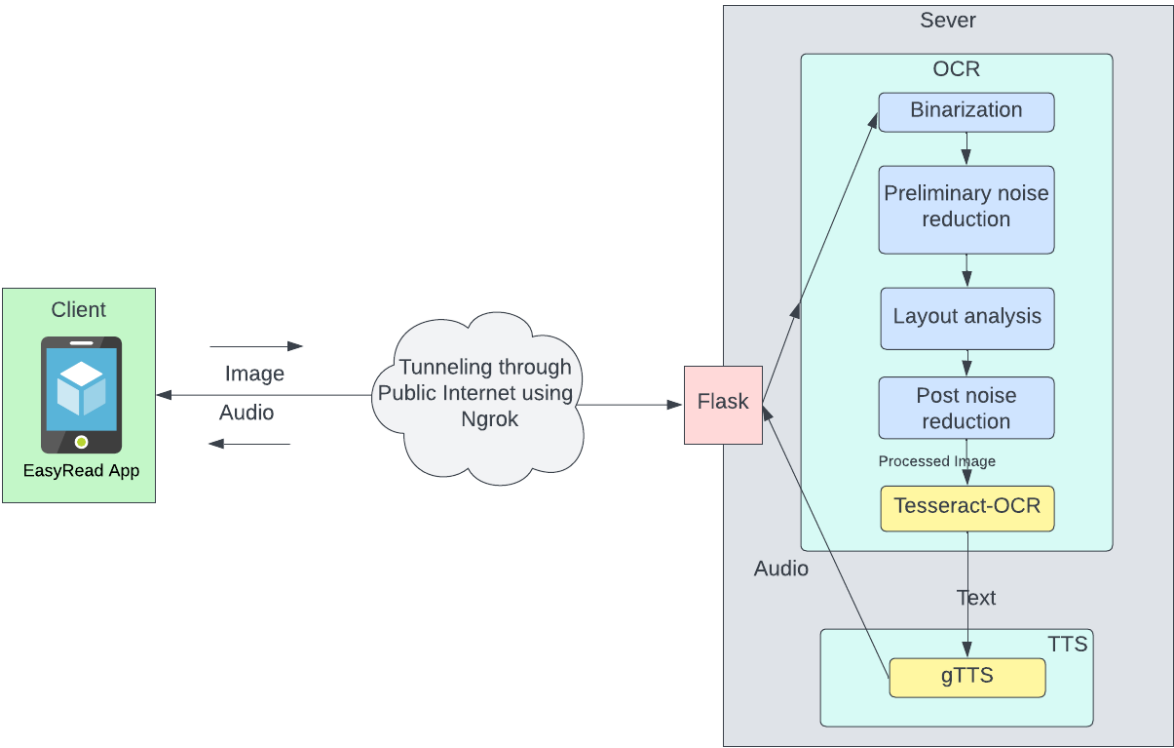 Sever
OCR
Binarization
Preliminary noise
reduction
Layout analysis
Post noise
reduction
Processed Image
Tesseract-OCR
Client
EasyRead App
Image
Audio
Tunneling through
Public Internet using
Ngrok
Flask
Audio
Text
TTS
gTTS